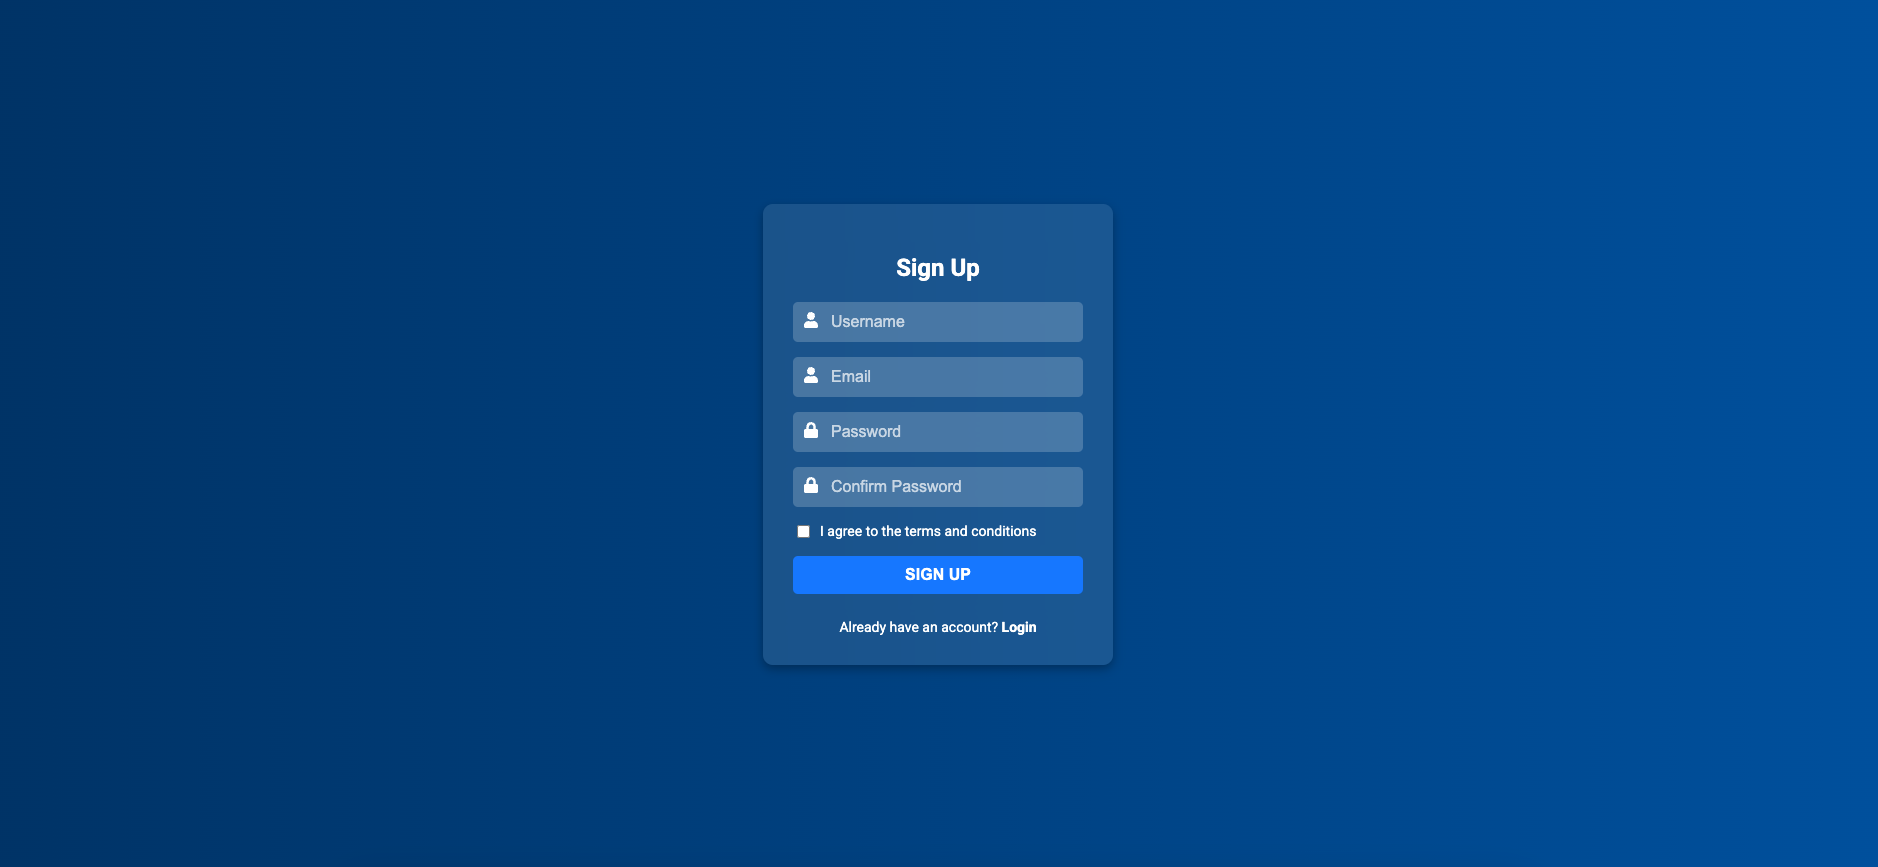 Sign Up
Username
Email
Password
Confirm Password
I agree to the terms and conditions
SIGN UP
Already have an account? Login